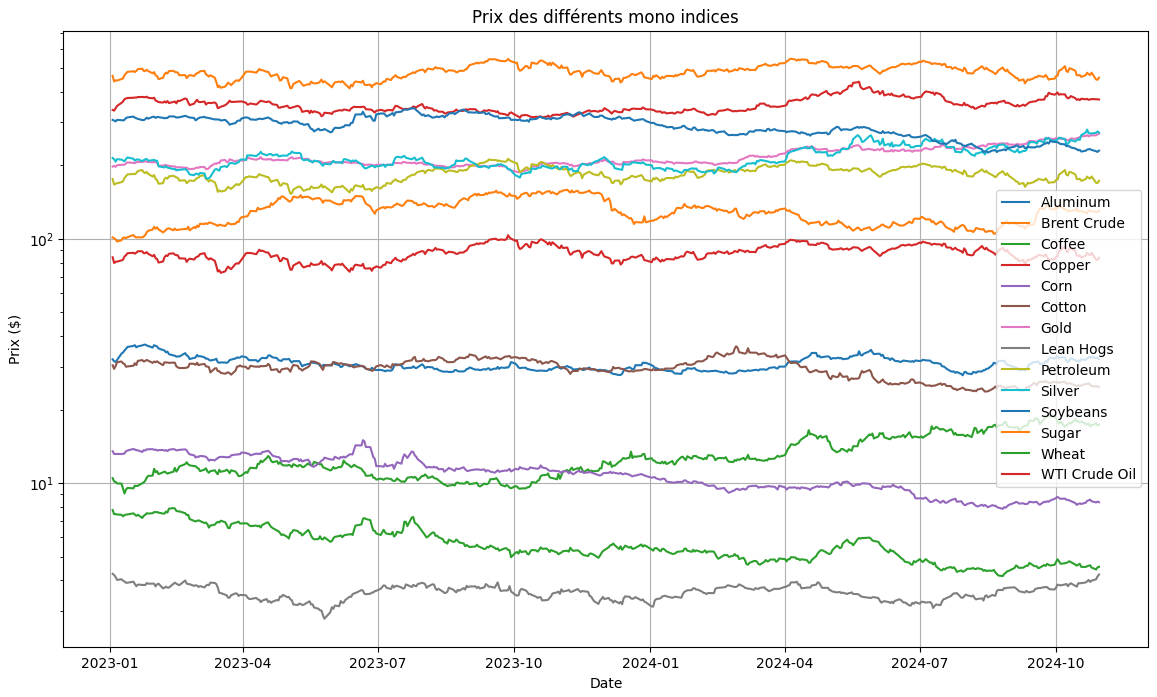 Prix des différents mono indices
Prix ($)
10²
10¹
Aluminum
Brent Crude
Coffee
Copper
Corn
Cotton
Gold
Lean Hogs
Petroleum
Silver
Soybeans
Sugar
Wheat
WTI Crude Oil
2023-01 2023-04 2023-07 2023-10 2024-01 2024-04 2024-07 2024-10
Date